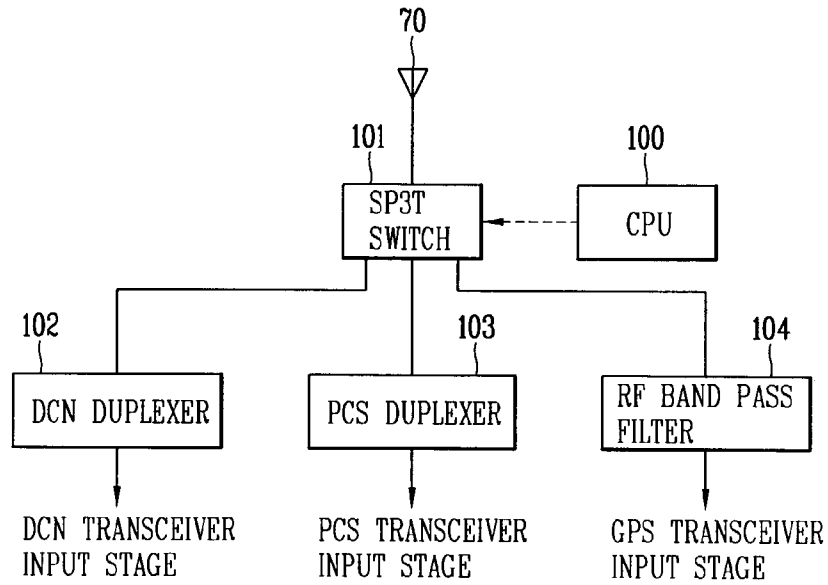 70
101
100
SP3T
SWITCH
CPU
102
103
104
DCN DUPLEXER
PCS DUPLEXER
RF BAND PASS
FILTER
DCN TRANSCEIVER
INPUT STAGE
PCS TRANSCEIVER
INPUT STAGE
GPS TRANSCEIVER
INPUT STAGE